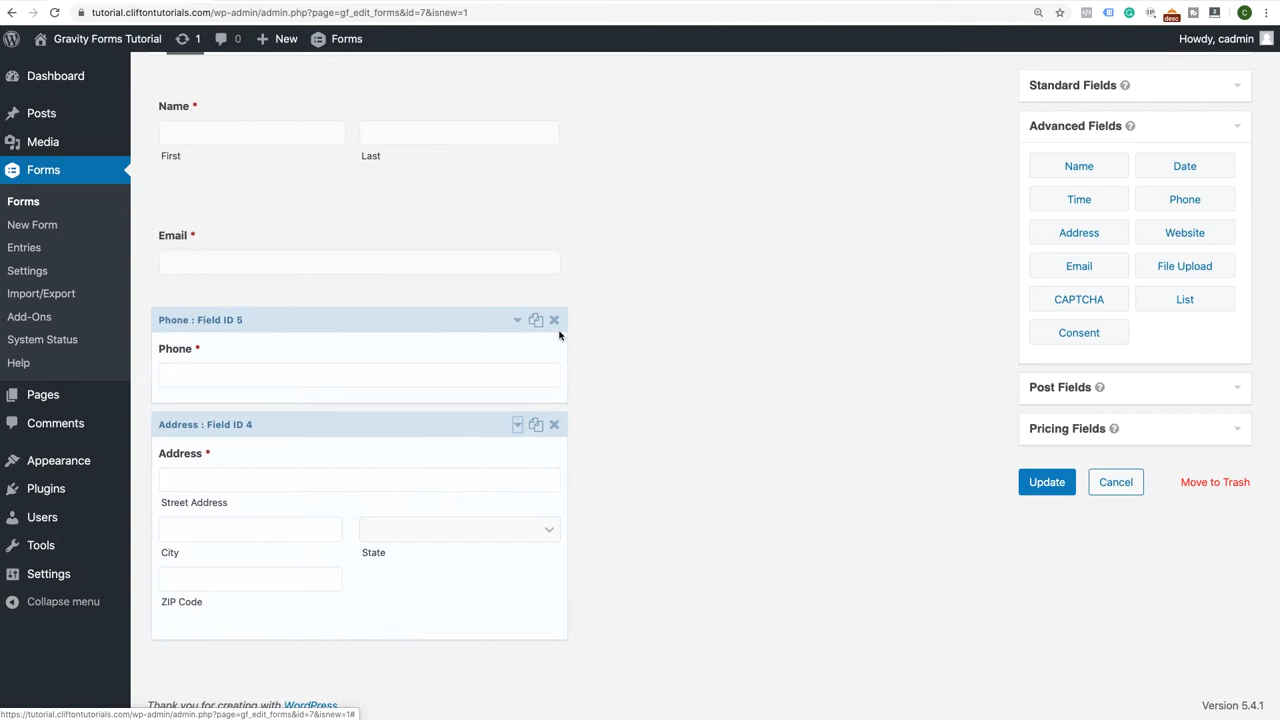 tutorial.cliftontutorials.com/wp-admin/admin.php?page=gf_edit_forms&id=7&isnew=1
desc
2
C
Gravity Forms Tutorial
1
0
New
Forms
Howdy, cadmin
Dashboard
Posts
Media
Forms
Forms
New Form
Entries
Settings
Import/Export
Add-Ons
System Status
Help
Pages
Comments
Appearance
Plugins
Users
Tools
Settings
Collapse menu
Name *
First Last
Email *
Phone : Field ID 5
Phone *
Address : Field ID 4
Address *
Street Address
City State
ZIP Code
Standard Fields ?
Advanced Fields ?
Name Date
Time Phone
Address Website
Email File Upload
CAPTCHA List
Consent
Post Fields ?
Pricing Fields ?
Update Cancel Move to Trash
Thank you for creating with WordPress
Version 5.4.1
https://tutorial.cliftontutorials.com/wp-admin/admin.php?page=gf_edit_forms&id=7&isnew=1#